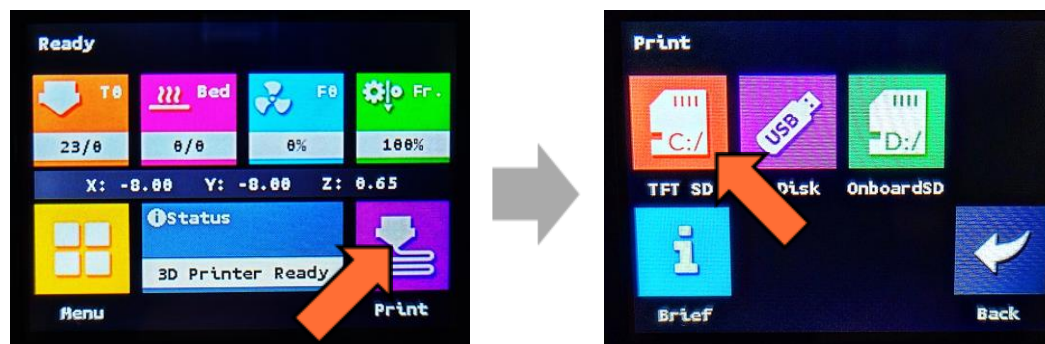 Ready
T0
Bed
F0
Fr.
23/0
0/0
0%
100%
X: -8.00 Y: -8.00 Z: 0.65
Status
3D Printer Ready
Menu
Print
Print
C:/
USB
D:/
TFT SD
Disk
OnboardSD
Brief
Back